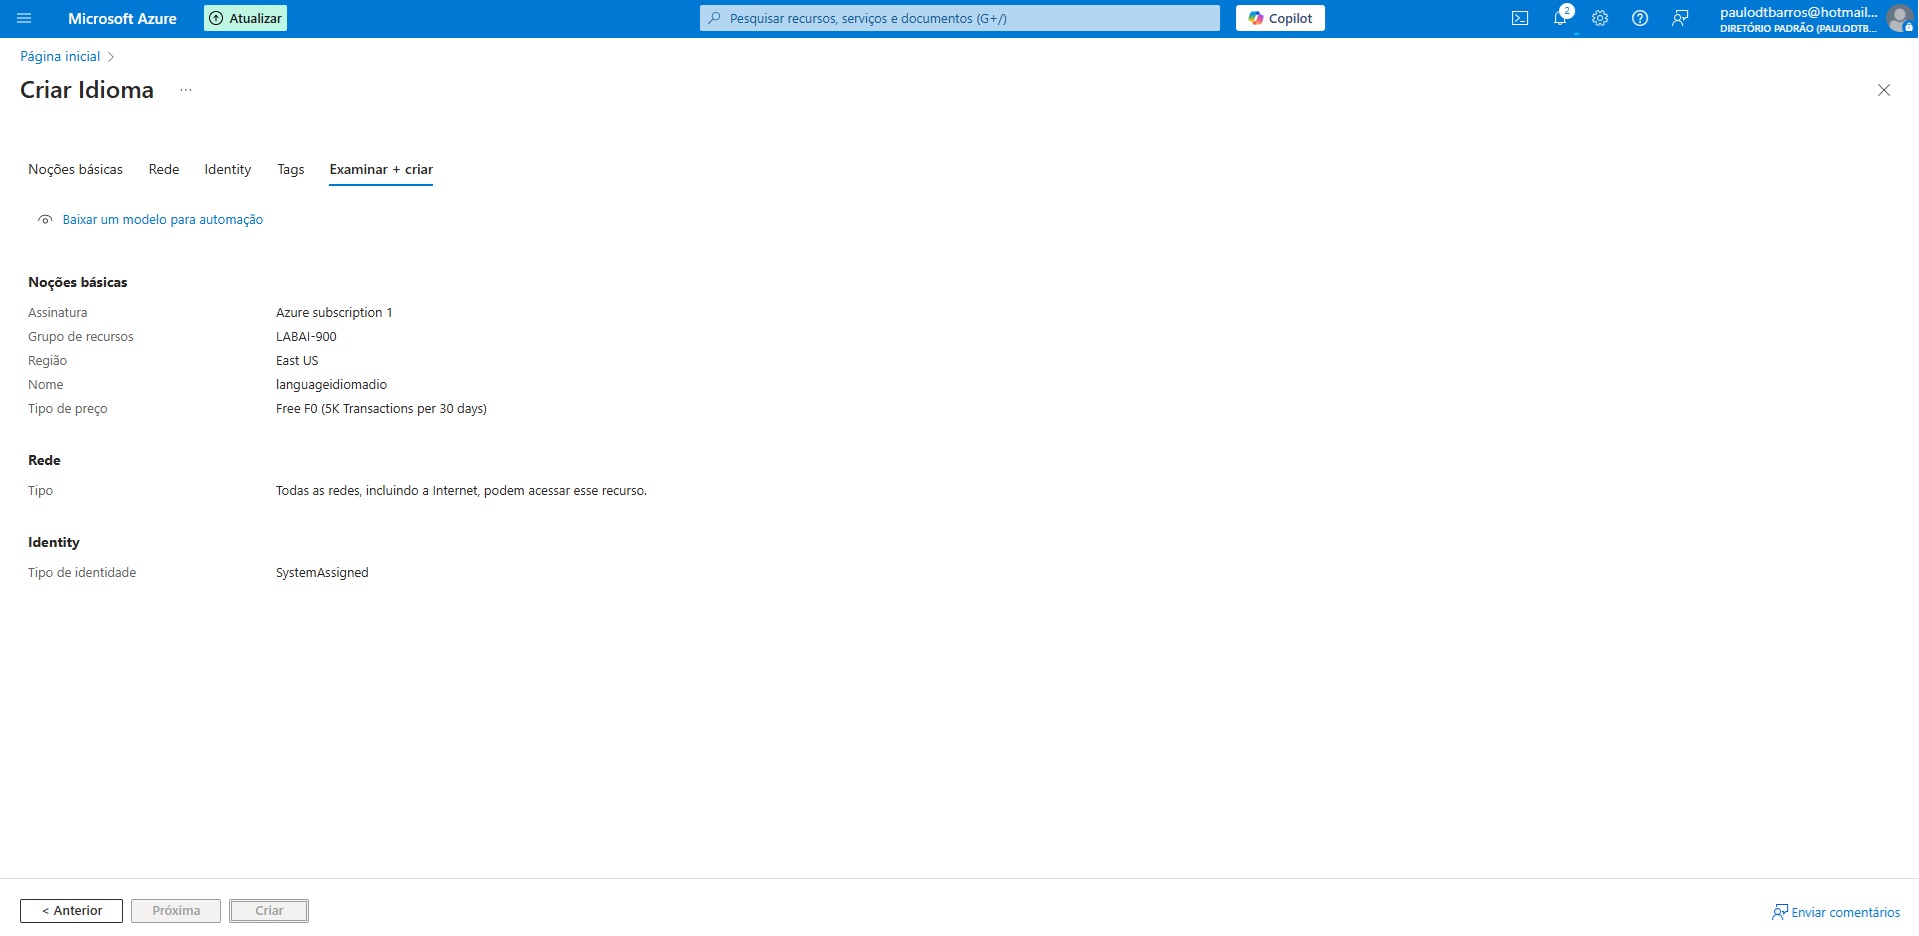 Microsoft Azure
Atualizar
Pesquisar recursos, serviços e documentos (G+/)
Copilot
2
paulodtbarros@hotmail...
DIRETÓRIO PADRÃO (PAULODTB...
Página inicial
Criar Idioma ...
Noções básicas Rede Identity Tags Examinar + criar
Baixar um modelo para automação
Noções básicas
Assinatura Azure subscription 1
Grupo de recursos LABAI-900
Região East US
Nome languageidiomadio
Tipo de preço Free F0 (5K Transactions per 30 days)
Rede
Tipo Todas as redes, incluindo a Internet, podem acessar esse recurso.
Identity
Tipo de identidade SystemAssigned
< Anterior Próxima Criar
Enviar comentários